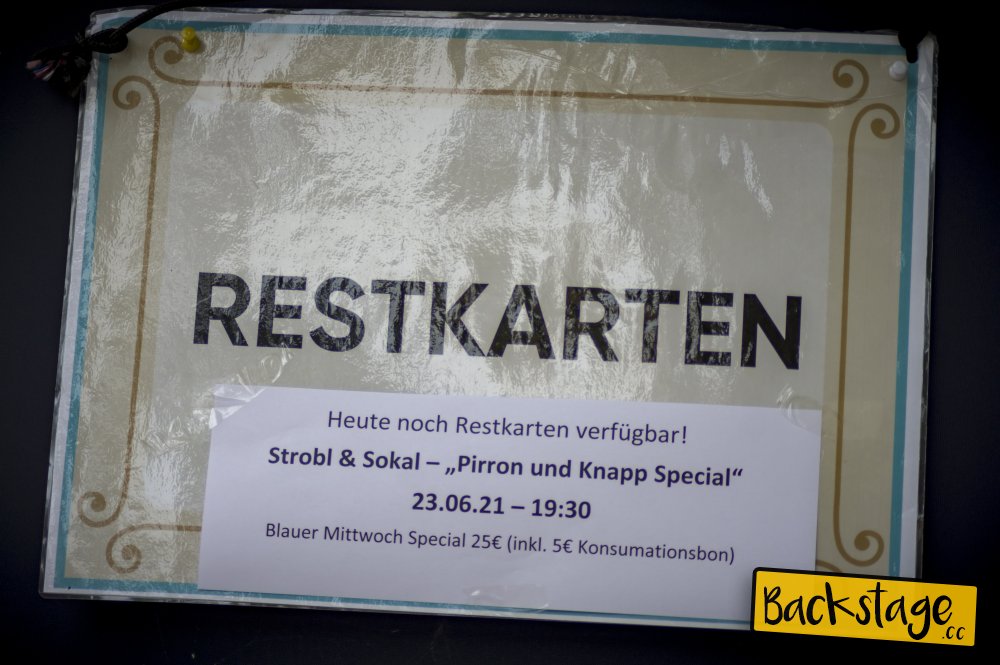 RESTKARTEN
Heute noch Restkarten verfügbar!
Strobl & Sokal – „Pirron und Knapp Special“
23.06.21 – 19:30
Blauer Mittwoch Special 25€ (inkl. 5€ Konsumationsbon)
Backstage.cc